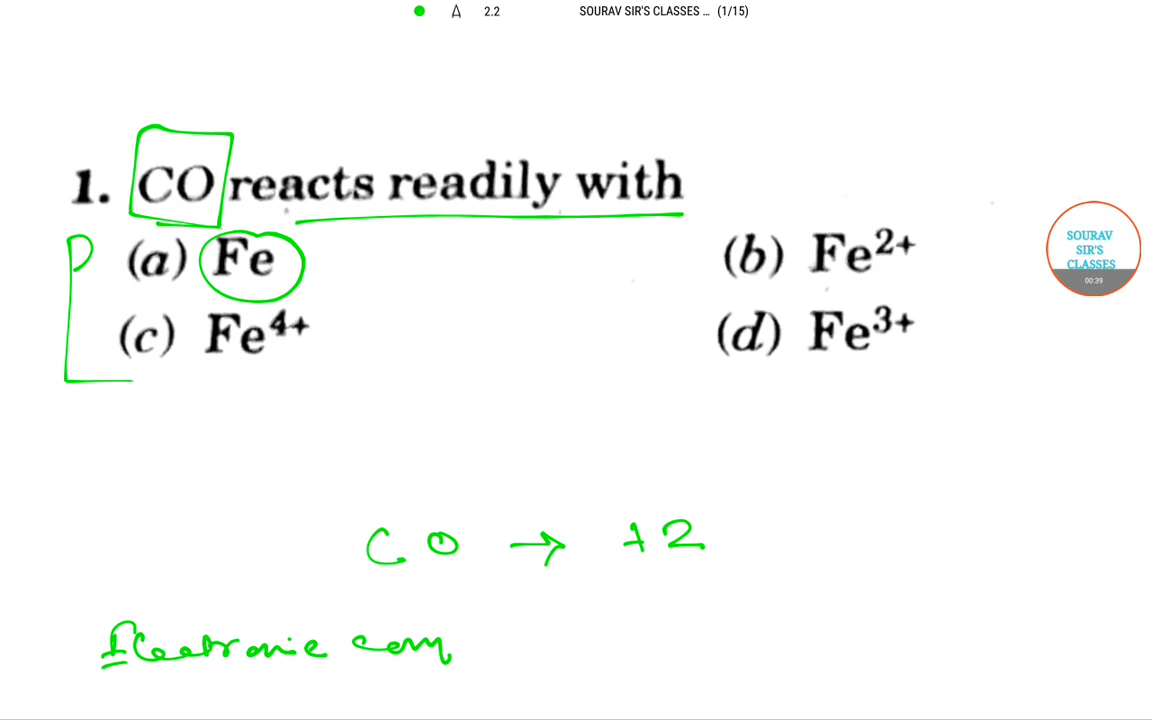 2.2 SOURAV SIR'S CLASSES ... (1/15)
1. CO reacts readily with
(a) Fe (b) Fe²⁺
(c) Fe⁴⁺ (d) Fe³⁺
SOURAV
SIR'S
CLASSES
00:39
CO → +2
Electronic com